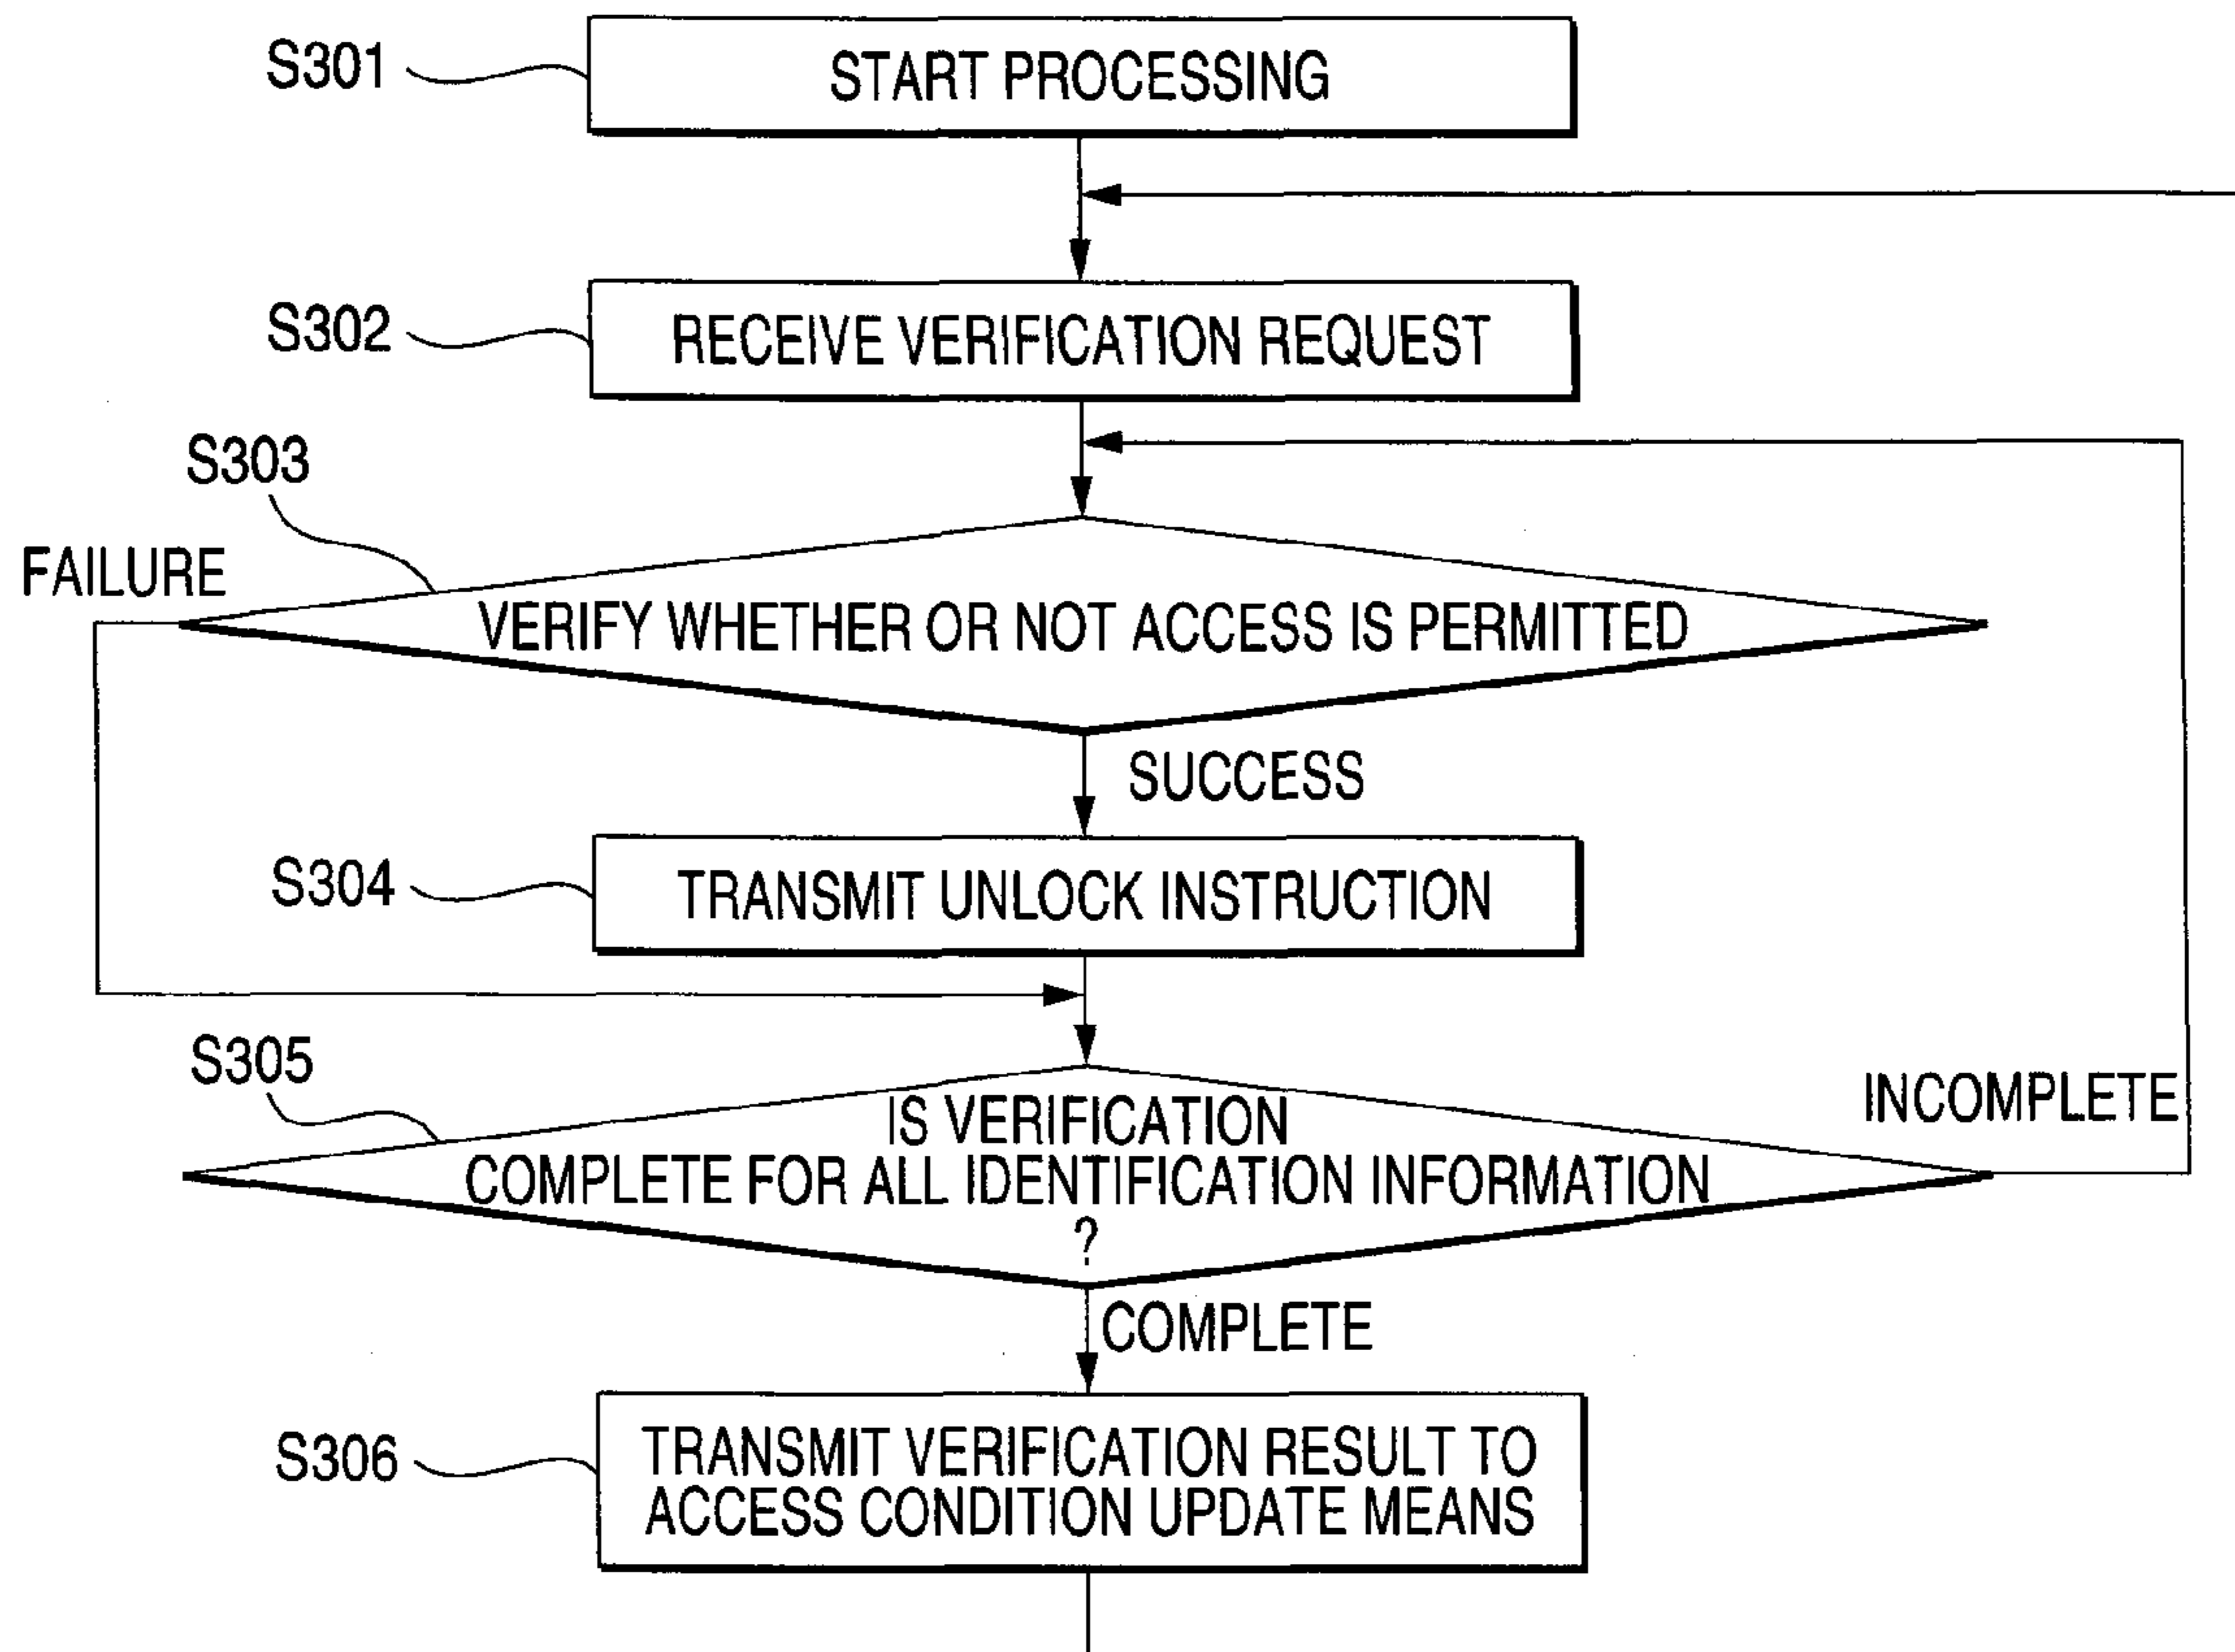 S301
START PROCESSING
S302
RECEIVE VERIFICATION REQUEST
S303
FAILURE
VERIFY WHETHER OR NOT ACCESS IS PERMITTED
SUCCESS
S304
TRANSMIT UNLOCK INSTRUCTION
S305
IS VERIFICATION
COMPLETE FOR ALL IDENTIFICATION INFORMATION
?
INCOMPLETE
COMPLETE
S306
TRANSMIT VERIFICATION RESULT TO
ACCESS CONDITION UPDATE MEANS